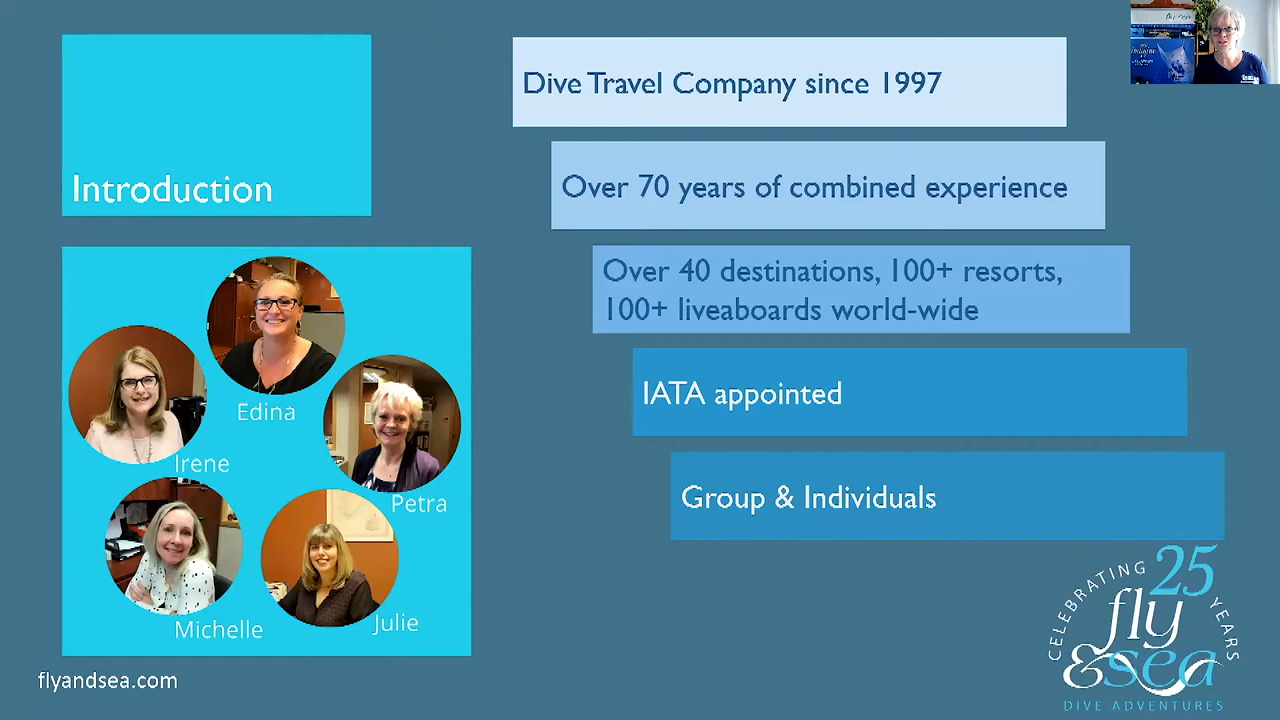 Introduction
Dive Travel Company since 1997
Over 70 years of combined experience
Over 40 destinations, 100+ resorts,
100+ liveaboards world-wide
IATA appointed
Group & Individuals
Edina
Irene
Petra
Michelle
Julie
flyandsea.com
CELEBRATING 25 YEARS
fly
&sea
DIVE ADVENTURES